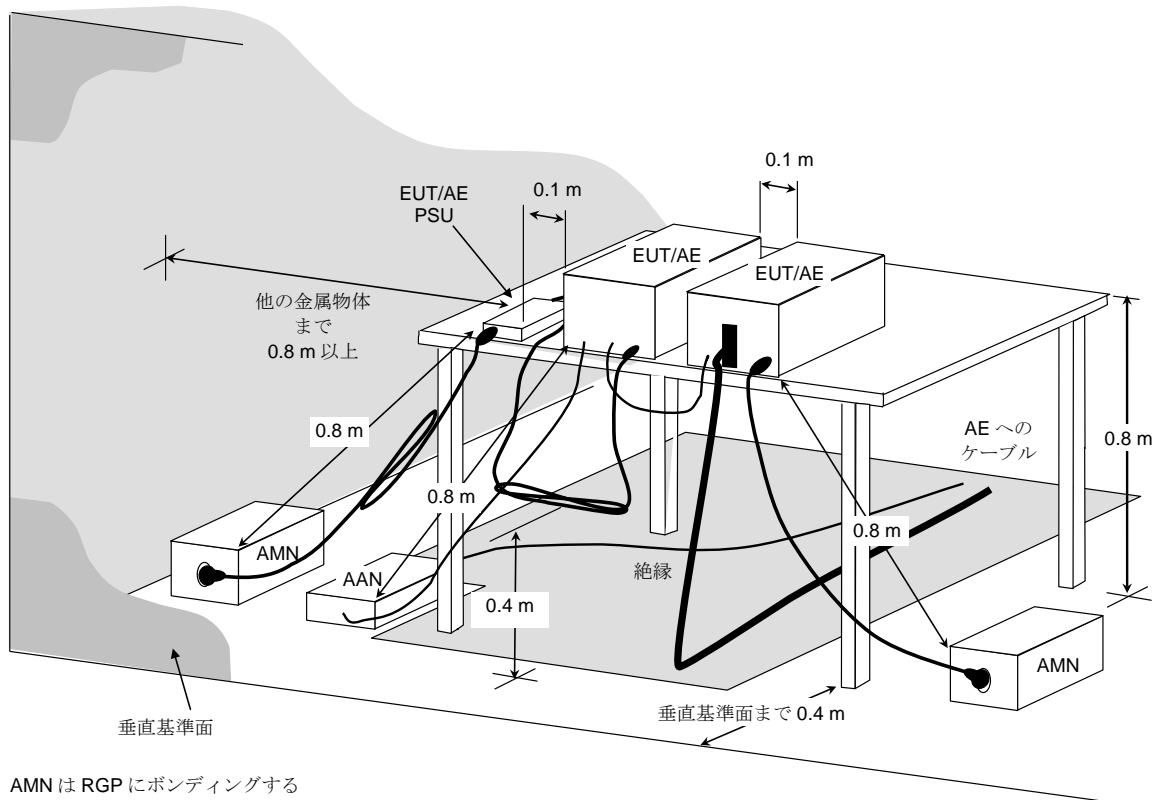 0.1 m
0.1 m
EUT/AE
PSU
EUT/AE
EUT/AE
他の金属物体
まで
0.8 m 以上
0.8 m
AE への
ケーブル
0.8 m
0.8 m
0.8 m
AMN
AAN
絶縁
0.4 m
AMN
垂直基準面
垂直基準面まで 0.4 m
AMN は RGP にボンディングする